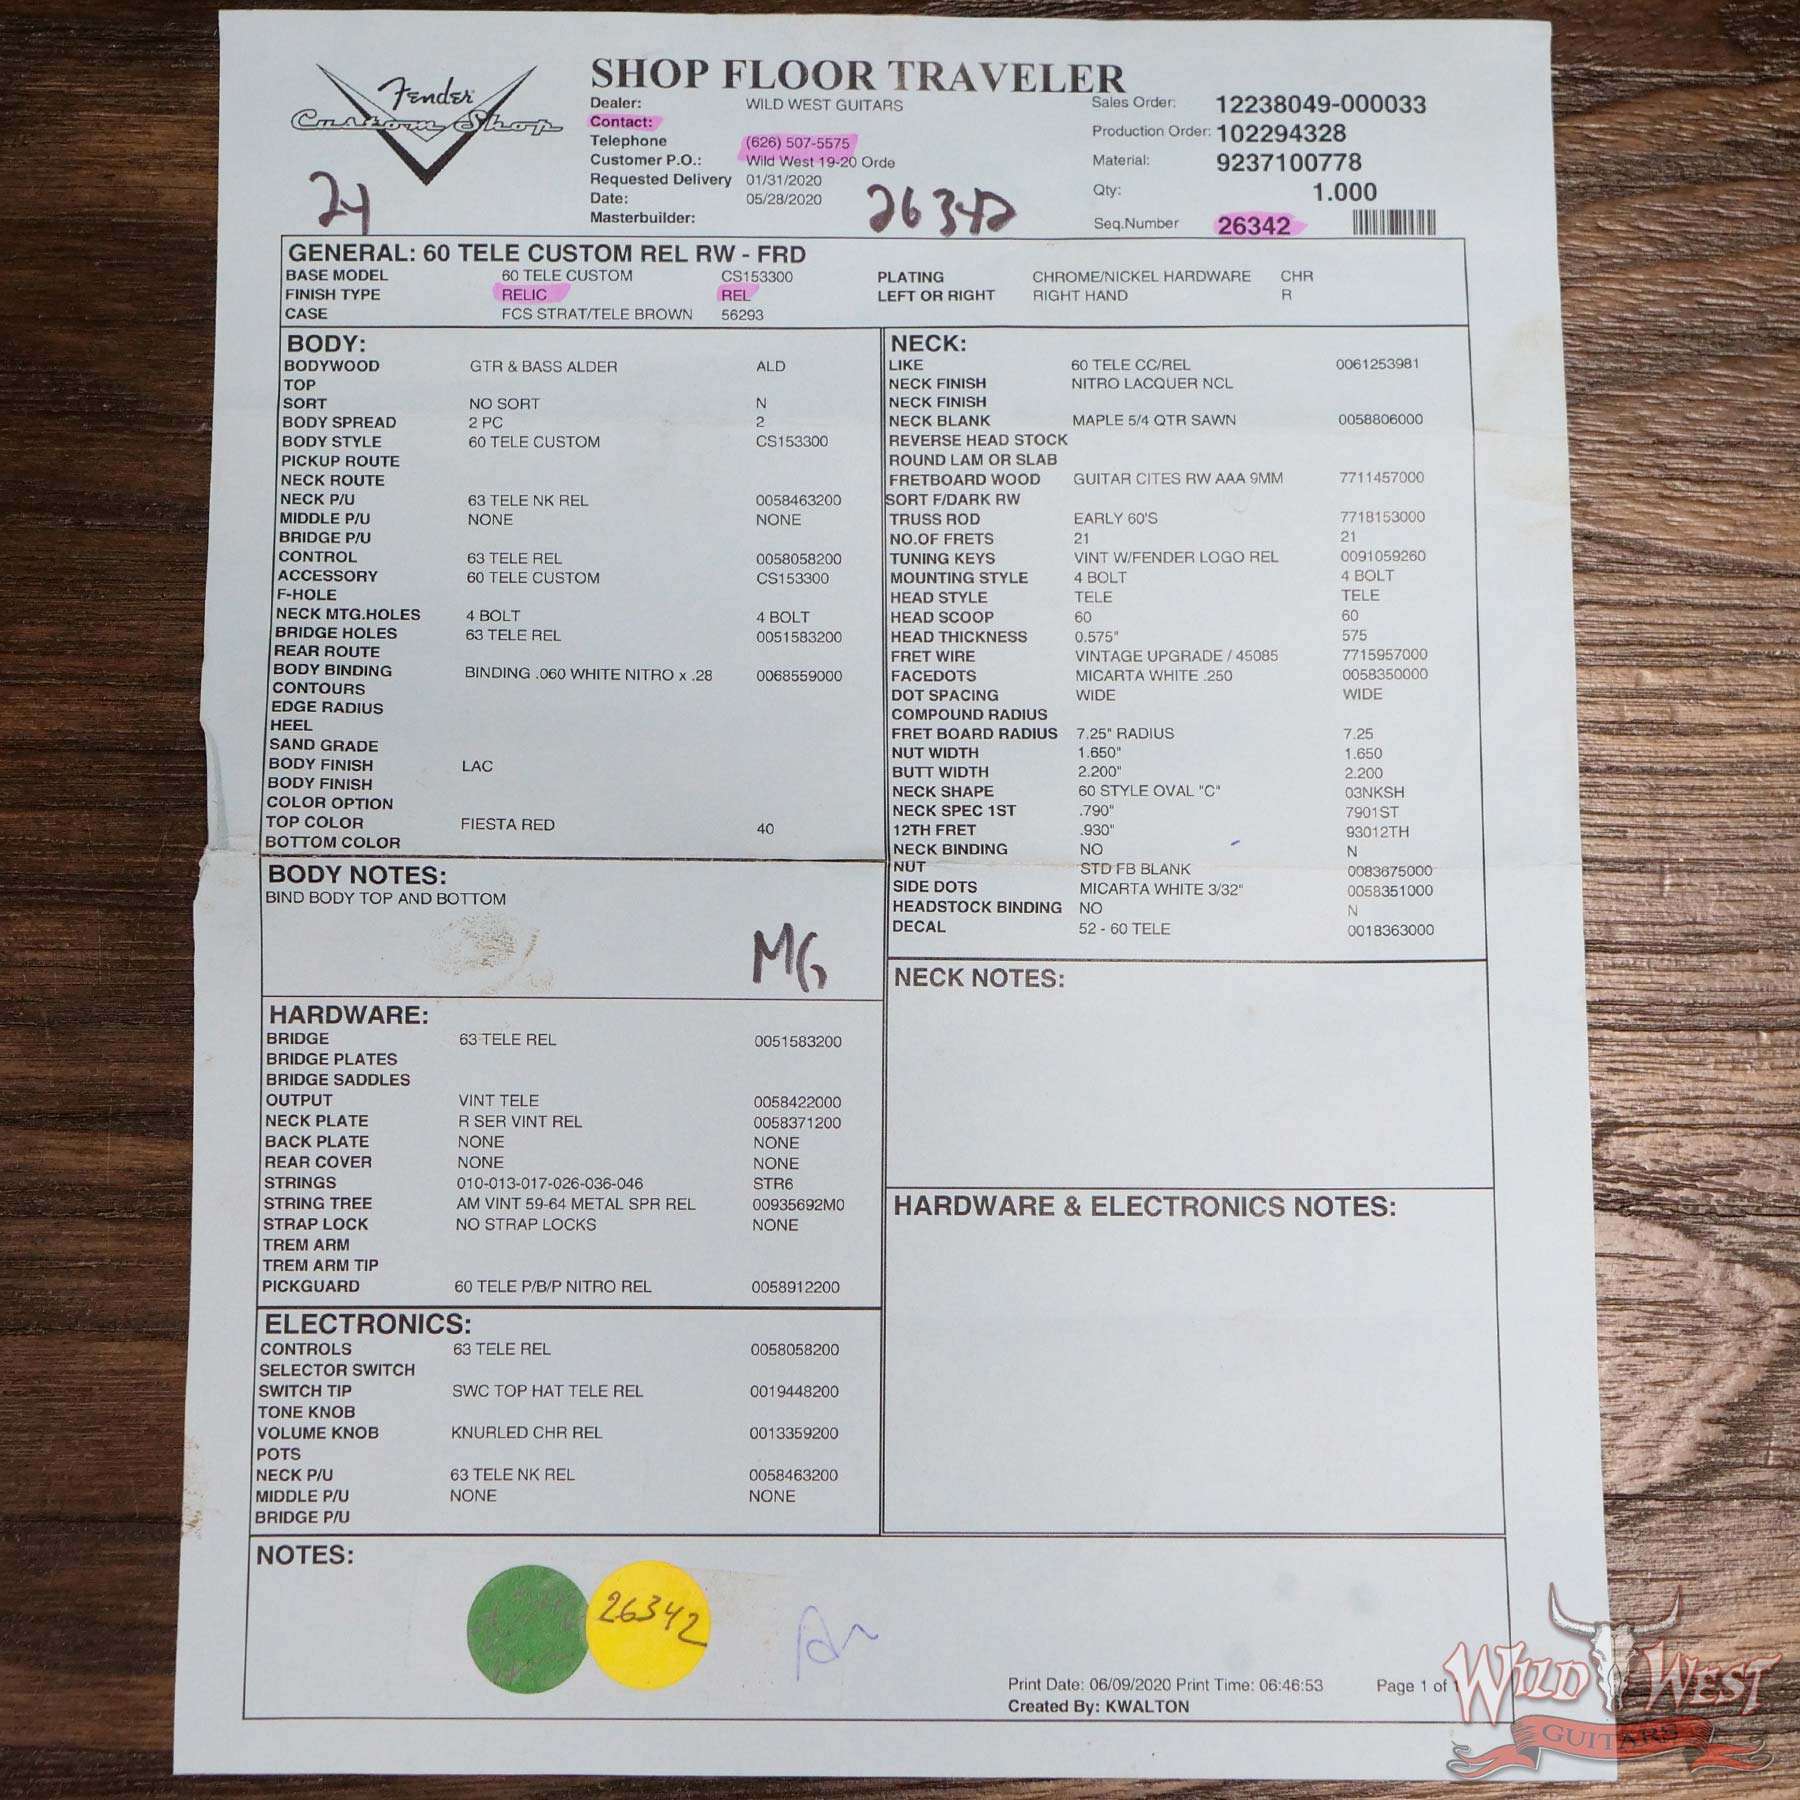 Fender
Custom Shop
SHOP FLOOR TRAVELER
Dealer: WILD WEST GUITARS
Contact:
Telephone (626) 507-5575
Customer P.O.: Wild West 19-20 Orde
Requested Delivery 01/31/2020
Date: 05/28/2020
Masterbuilder:
Sales Order: 12238049-000033
Production Order: 102294328
Material: 9237100778
Qty: 1.000
Seq.Number 26342
24
26342
GENERAL: 60 TELE CUSTOM REL RW - FRD
BASE MODEL 60 TELE CUSTOM CS153300 PLATING CHROME/NICKEL HARDWARE CHR
FINISH TYPE RELIC REL LEFT OR RIGHT RIGHT HAND R
CASE FCS STRAT/TELE BROWN 56293
BODY:
BODYWOOD GTR & BASS ALDER ALD
TOP
SORT NO SORT N
BODY SPREAD 2 PC 2
BODY STYLE 60 TELE CUSTOM CS153300
PICKUP ROUTE
NECK ROUTE
NECK P/U 63 TELE NK REL 0058463200
MIDDLE P/U NONE NONE
BRIDGE P/U
CONTROL 63 TELE REL 0058058200
ACCESSORY 60 TELE CUSTOM CS153300
F-HOLE
NECK MTG.HOLES 4 BOLT 4 BOLT
BRIDGE HOLES 63 TELE REL 0051583200
REAR ROUTE
BODY BINDING BINDING .060 WHITE NITRO x .28 0068559000
CONTOURS
EDGE RADIUS
HEEL
SAND GRADE
BODY FINISH LAC
BODY FINISH
COLOR OPTION
TOP COLOR FIESTA RED 40
BOTTOM COLOR
BODY NOTES:
BIND BODY TOP AND BOTTOM
MG
HARDWARE:
BRIDGE 63 TELE REL 0051583200
BRIDGE PLATES
BRIDGE SADDLES
OUTPUT VINT TELE 0058422000
NECK PLATE R SER VINT REL 0058371200
BACK PLATE NONE NONE
REAR COVER NONE NONE
STRINGS 010-013-017-026-036-046 STR6
STRING TREE AM VINT 59-64 METAL SPR REL 00935692M0
STRAP LOCK NO STRAP LOCKS NONE
TREM ARM
TREM ARM TIP
PICKGUARD 60 TELE P/B/P NITRO REL 0058912200
ELECTRONICS:
CONTROLS 63 TELE REL 0058058200
SELECTOR SWITCH
SWITCH TIP SWC TOP HAT TELE REL 0019448200
TONE KNOB
VOLUME KNOB KNURLED CHR REL 0013359200
POTS
NECK P/U 63 TELE NK REL 0058463200
MIDDLE P/U NONE NONE
BRIDGE P/U
NECK:
LIKE 60 TELE CC/REL 0061253981
NECK FINISH NITRO LACQUER NCL
NECK FINISH
NECK BLANK MAPLE 5/4 QTR SAWN 0058806000
REVERSE HEAD STOCK
ROUND LAM OR SLAB
FRETBOARD WOOD GUITAR CITES RW AAA 9MM 7711457000
SORT F/DARK RW
TRUSS ROD EARLY 60'S 7718153000
NO.OF FRETS 21 21
TUNING KEYS VINT W/FENDER LOGO REL 0091059260
MOUNTING STYLE 4 BOLT 4 BOLT
HEAD STYLE TELE TELE
HEAD SCOOP 60 60
HEAD THICKNESS 0.575" 575
FRET WIRE VINTAGE UPGRADE / 45085 7715957000
FACEDOTS MICARTA WHITE .250 0058350000
DOT SPACING WIDE WIDE
COMPOUND RADIUS
FRET BOARD RADIUS 7.25" RADIUS 7.25
NUT WIDTH 1.650" 1.650
BUTT WIDTH 2.200" 2.200
NECK SHAPE 60 STYLE OVAL "C" 03NKSH
NECK SPEC 1ST .790" 7901ST
12TH FRET .930" 93012TH
NECK BINDING NO N
NUT STD FB BLANK 0083675000
SIDE DOTS MICARTA WHITE 3/32" 0058351000
HEADSTOCK BINDING NO N
DECAL 52 - 60 TELE 0018363000
NECK NOTES:
HARDWARE & ELECTRONICS NOTES:
NOTES:
26342
Print Date: 06/09/2020 Print Time: 06:46:53 Page 1 of 1
Created By: KWALTON
WILD WEST
GUITARS